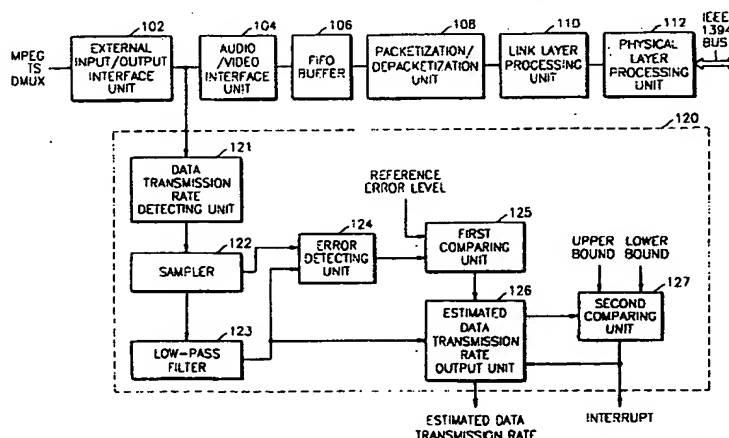 102
EXTERNAL
INPUT/OUTPUT
INTERFACE
UNIT
104
AUDIO
/VIDEO
INTERFACE
UNIT
106
FIFO
BUFFER
108
PACKETIZATION/
DEPACKETIZATION
UNIT
110
LINK LAYER
PROCESSING
UNIT
112
PHYSICAL
LAYER
PROCESSING
UNIT
IEEE
1394
BUS
MPEG
TS
DMUX
120
121
DATA
TRANSMISSION
RATE
DETECTING UNIT
122
SAMPLER
123
LOW-PASS
FILTER
124
ERROR
DETECTING
UNIT
REFERENCE
ERROR LEVEL
125
FIRST
COMPARING
UNIT
126
ESTIMATED
DATA
TRANSMISSION
RATE
OUTPUT UNIT
UPPER
BOUND
LOWER
BOUND
127
SECOND
COMPARING
UNIT
ESTIMATED DATA
TRANSMISSION RATE
INTERRUPT